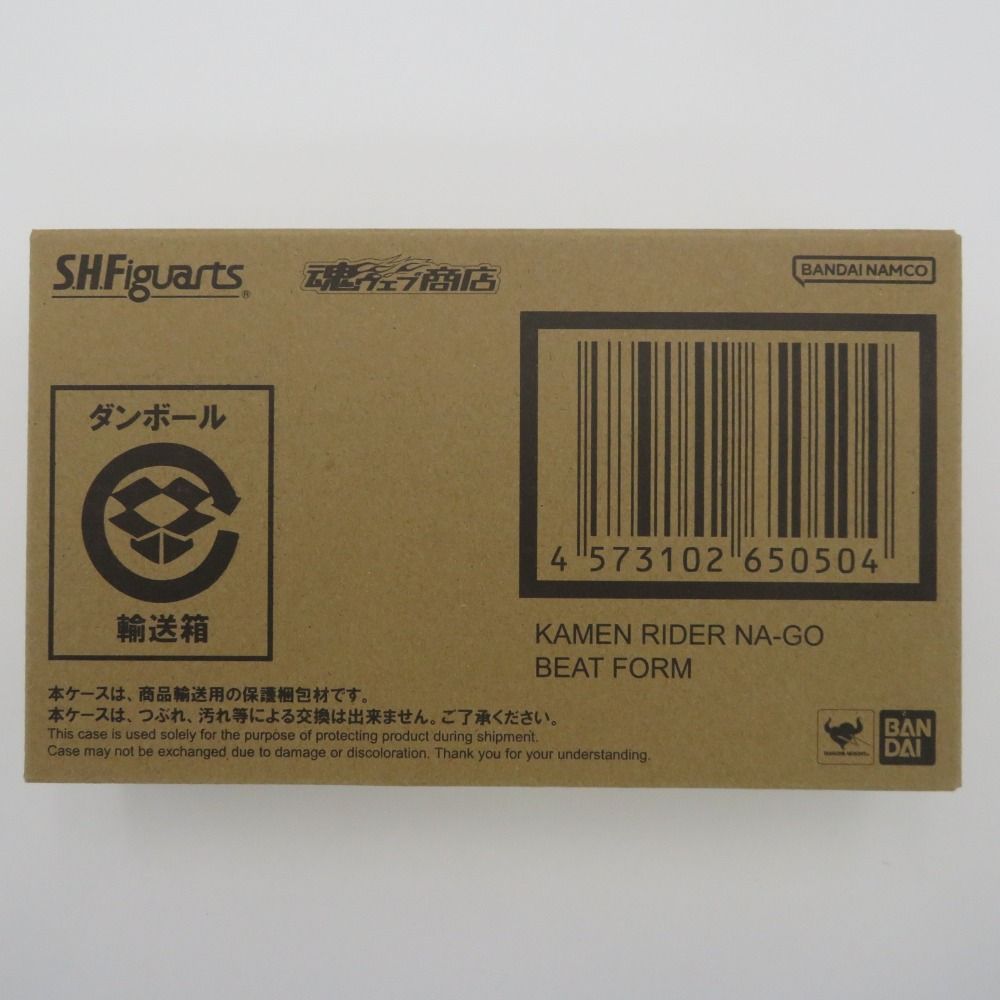 S.H.Figuarts ®
魂ウェブ商店
BANDAI NAMCO
ダンボール
輸送箱
4 573102 650504
KAMEN RIDER NA-GO
BEAT FORM
本ケースは、商品輸送用の保護梱包材です。
本ケースは、つぶれ、汚れ等による交換は出来ません。ご了承ください。
This case is used solely for the purpose of protecting product during shipment.
Case may not be exchanged due to damage or discoloration. Thank you for your understanding.
BAN
DAI